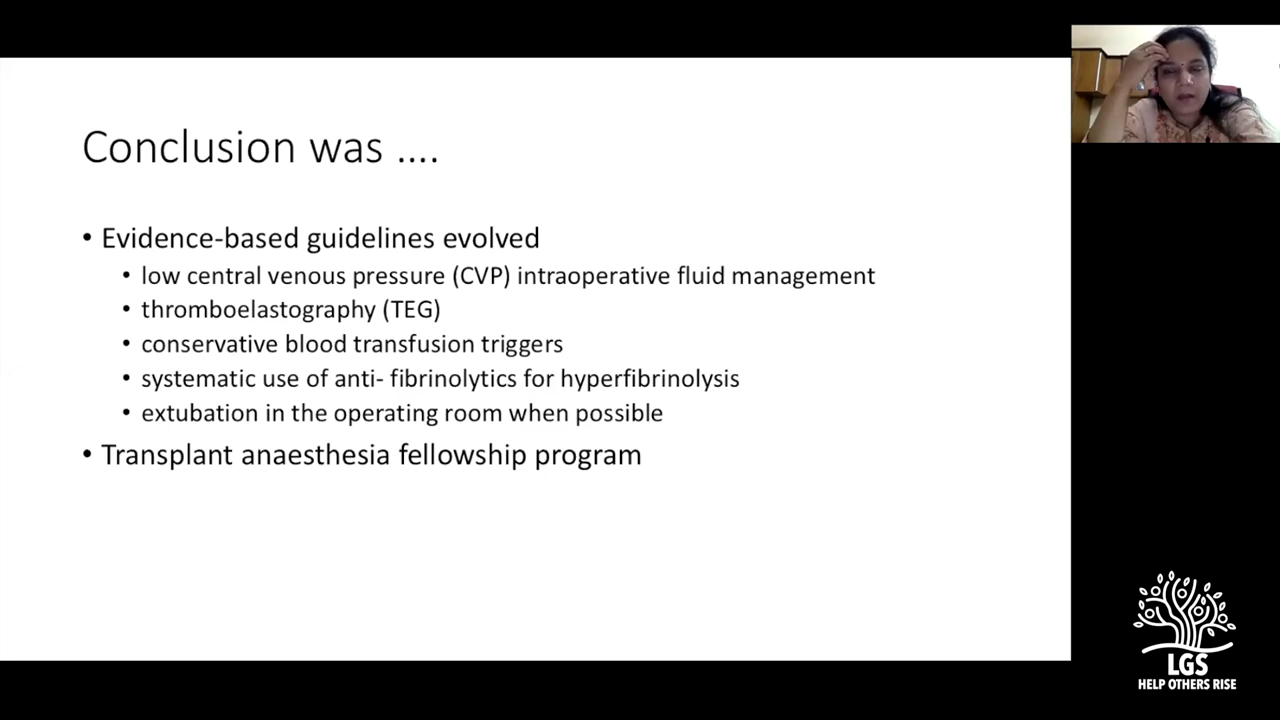 Conclusion was ....
• Evidence-based guidelines evolved
• low central venous pressure (CVP) intraoperative fluid management
• thromboelastography (TEG)
• conservative blood transfusion triggers
• systematic use of anti- fibrinolytics for hyperfibrinolysis
• extubation in the operating room when possible
• Transplant anaesthesia fellowship program
LGS
HELP OTHERS RISE